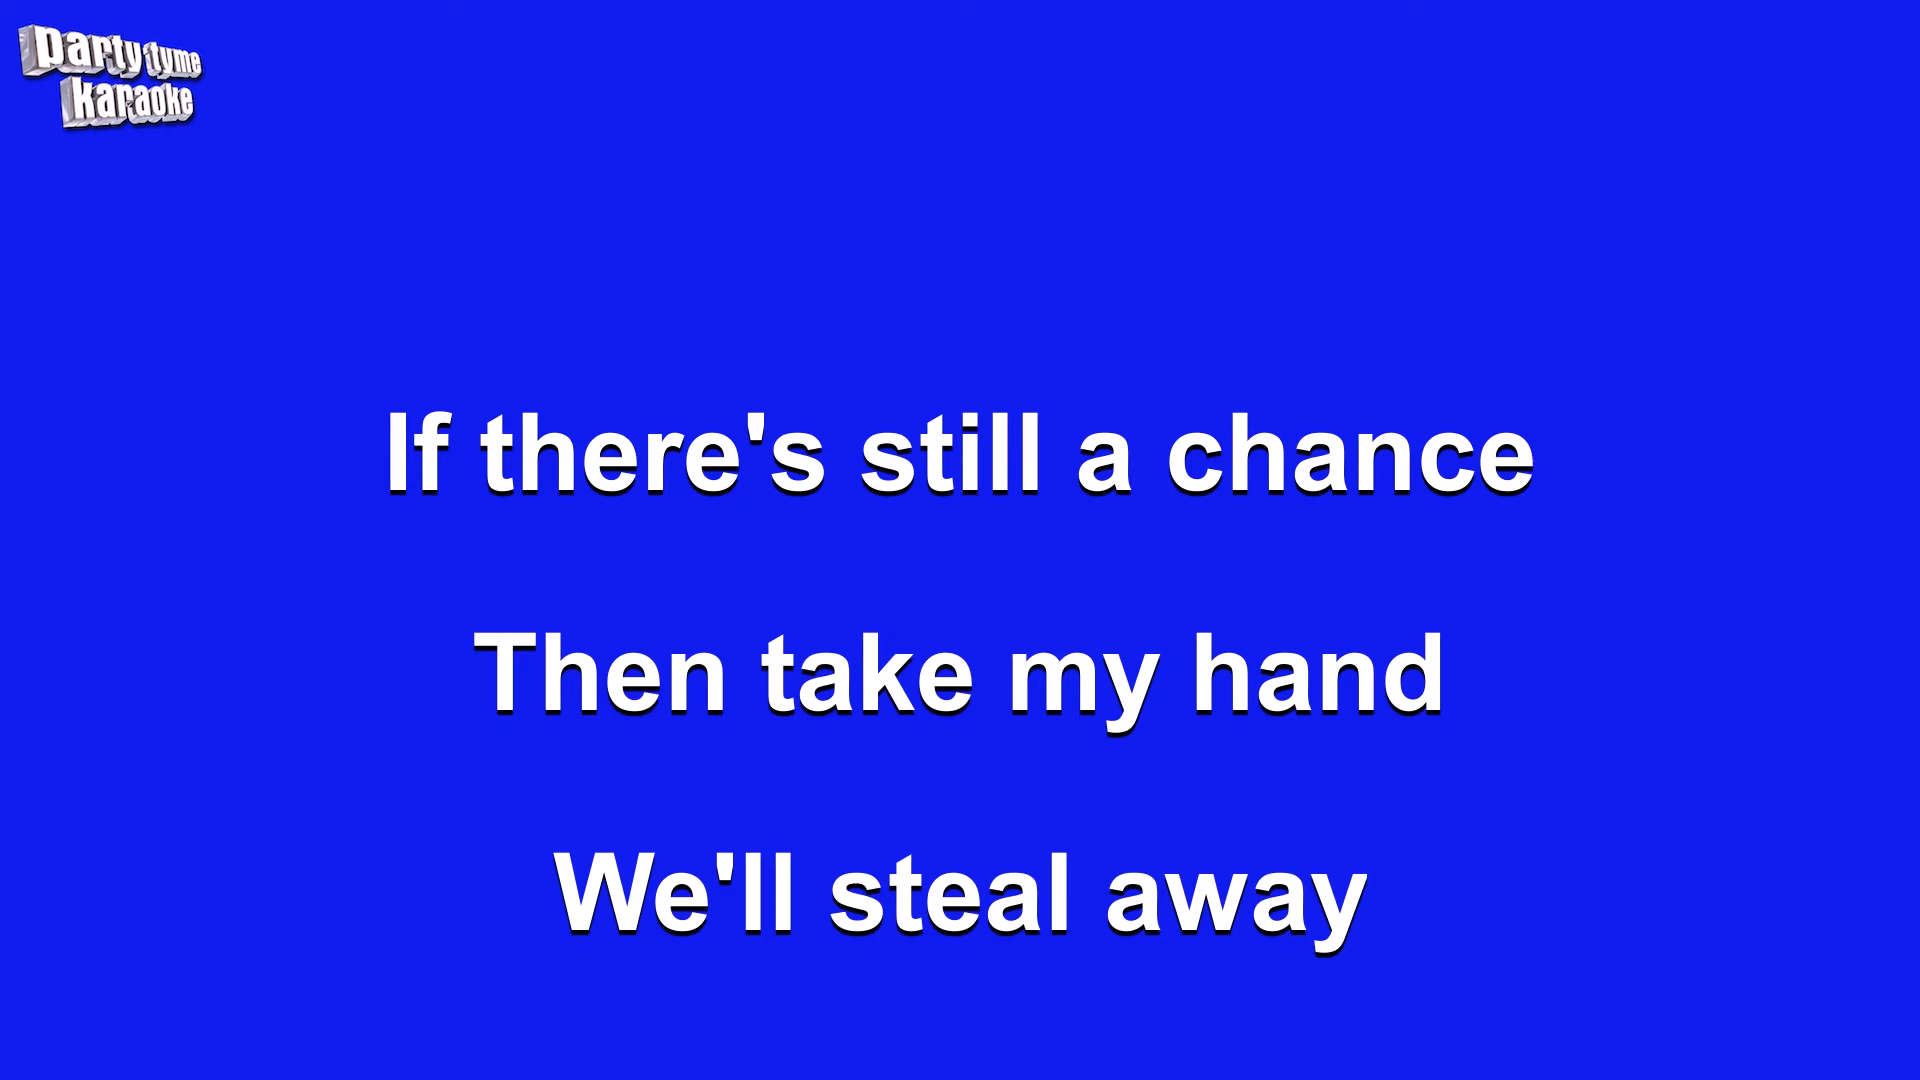 party tyme
karaoke
If there's still a chance
Then take my hand
We'll steal away